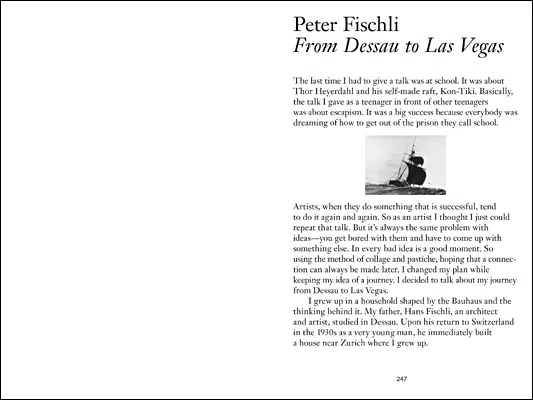 Peter Fischli
From Dessau to Las Vegas
The last time I had to give a talk was at school. It was about
Thor Heyerdahl and his self-made raft, Kon-Tiki. Basically,
the talk I gave as a teenager in front of other teenagers
was about escapism. It was a big success because everybody was
dreaming of how to get out of the prison they call school.
Artists, when they do something that is successful, tend
to do it again and again. So as an artist I thought I just could
repeat that talk. But it’s always the same problem with
ideas—you get bored with them and have to come up with
something else. In every bad idea is a good moment. So
using the method of collage and pastiche, hoping that a connec-
tion can always be made later, I changed my plan while
keeping my idea of a journey. I decided to talk about my journey
from Dessau to Las Vegas.
I grew up in a household shaped by the Bauhaus and the
thinking behind it. My father, Hans Fischli, an architect
and artist, studied in Dessau. Upon his return to Switzerland
in the 1930s as a very young man, he immediately built
a house near Zurich where I grew up.
247